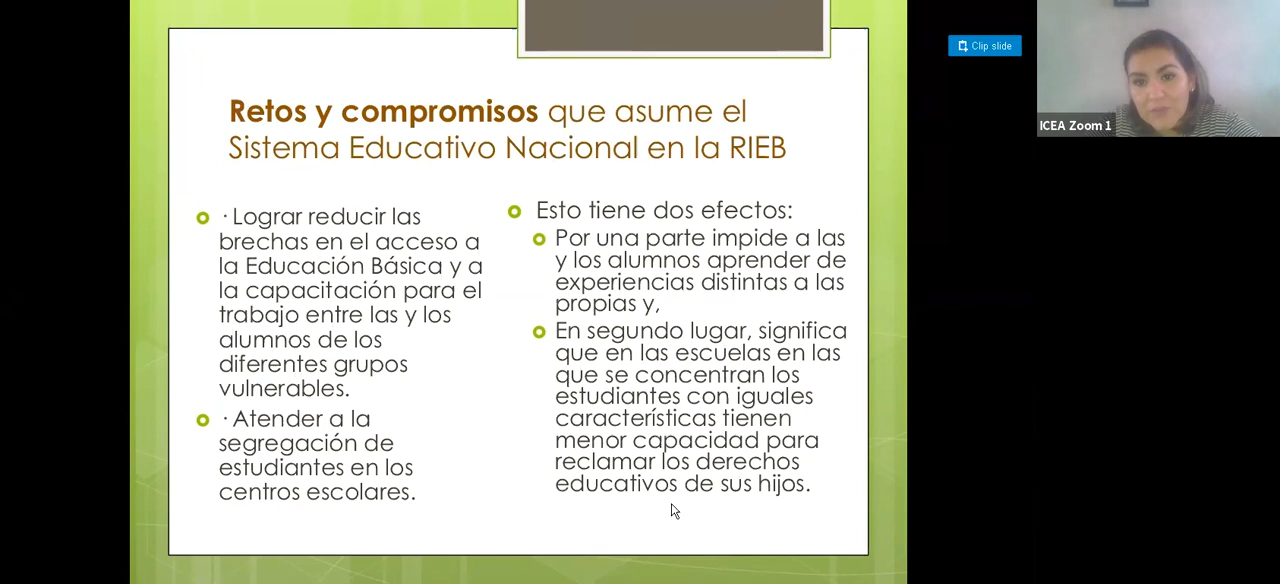 Retos y compromisos que asume el
Sistema Educativo Nacional en la RIEB
· Lograr reducir las
brechas en el acceso a
la Educación Básica y a
la capacitación para el
trabajo entre las y los
alumnos de los
diferentes grupos
vulnerables.
· Atender a la
segregación de
estudiantes en los
centros escolares.
Esto tiene dos efectos:
Por una parte impide a las
y los alumnos aprender de
experiencias distintas a las
propias y,
En segundo lugar, significa
que en las escuelas en las
que se concentran los
estudiantes con iguales
características tienen
menor capacidad para
reclamar los derechos
educativos de sus hijos.
Clip slide
ICEA Zoom 1